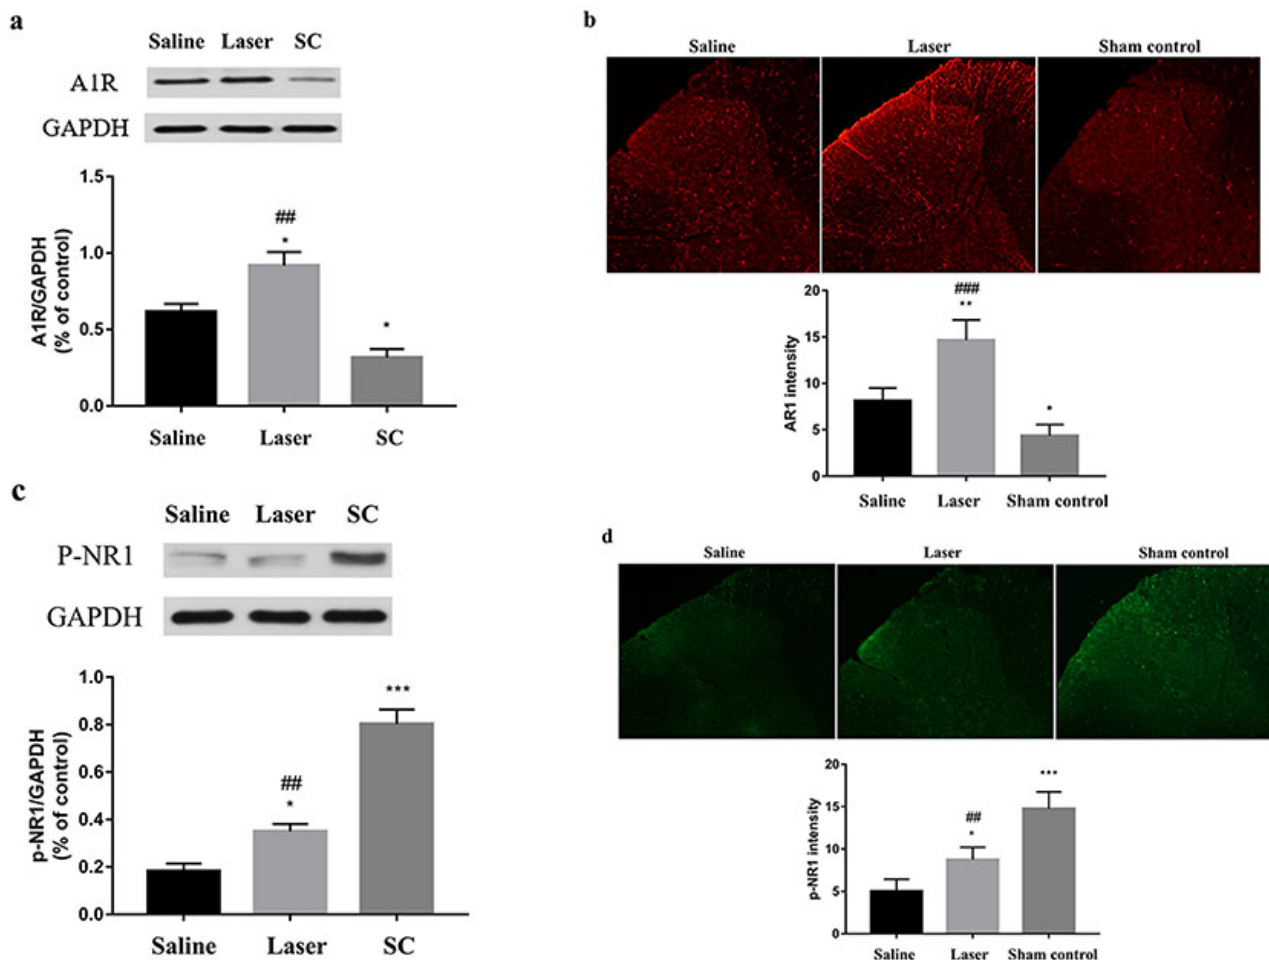 a
Saline Laser SC
A1R
GAPDH
A1R/GAPDH
(% of control)
1.5
1.0
0.5
0.0
##
*
*
Saline Laser SC
b
Saline Laser Sham control
AR1 intensity
20
15
10
5
0
###
**
*
Saline Laser Sham control
c
Saline Laser SC
P-NR1
GAPDH
p-NR1/GAPDH
(% of control)
1.0
0.8
0.6
0.4
0.2
0.0
##
*
***
Saline Laser SC
d
Saline Laser Sham control
p-NR1 intensity
20
15
10
5
0
##
*
***
Saline Laser Sham control